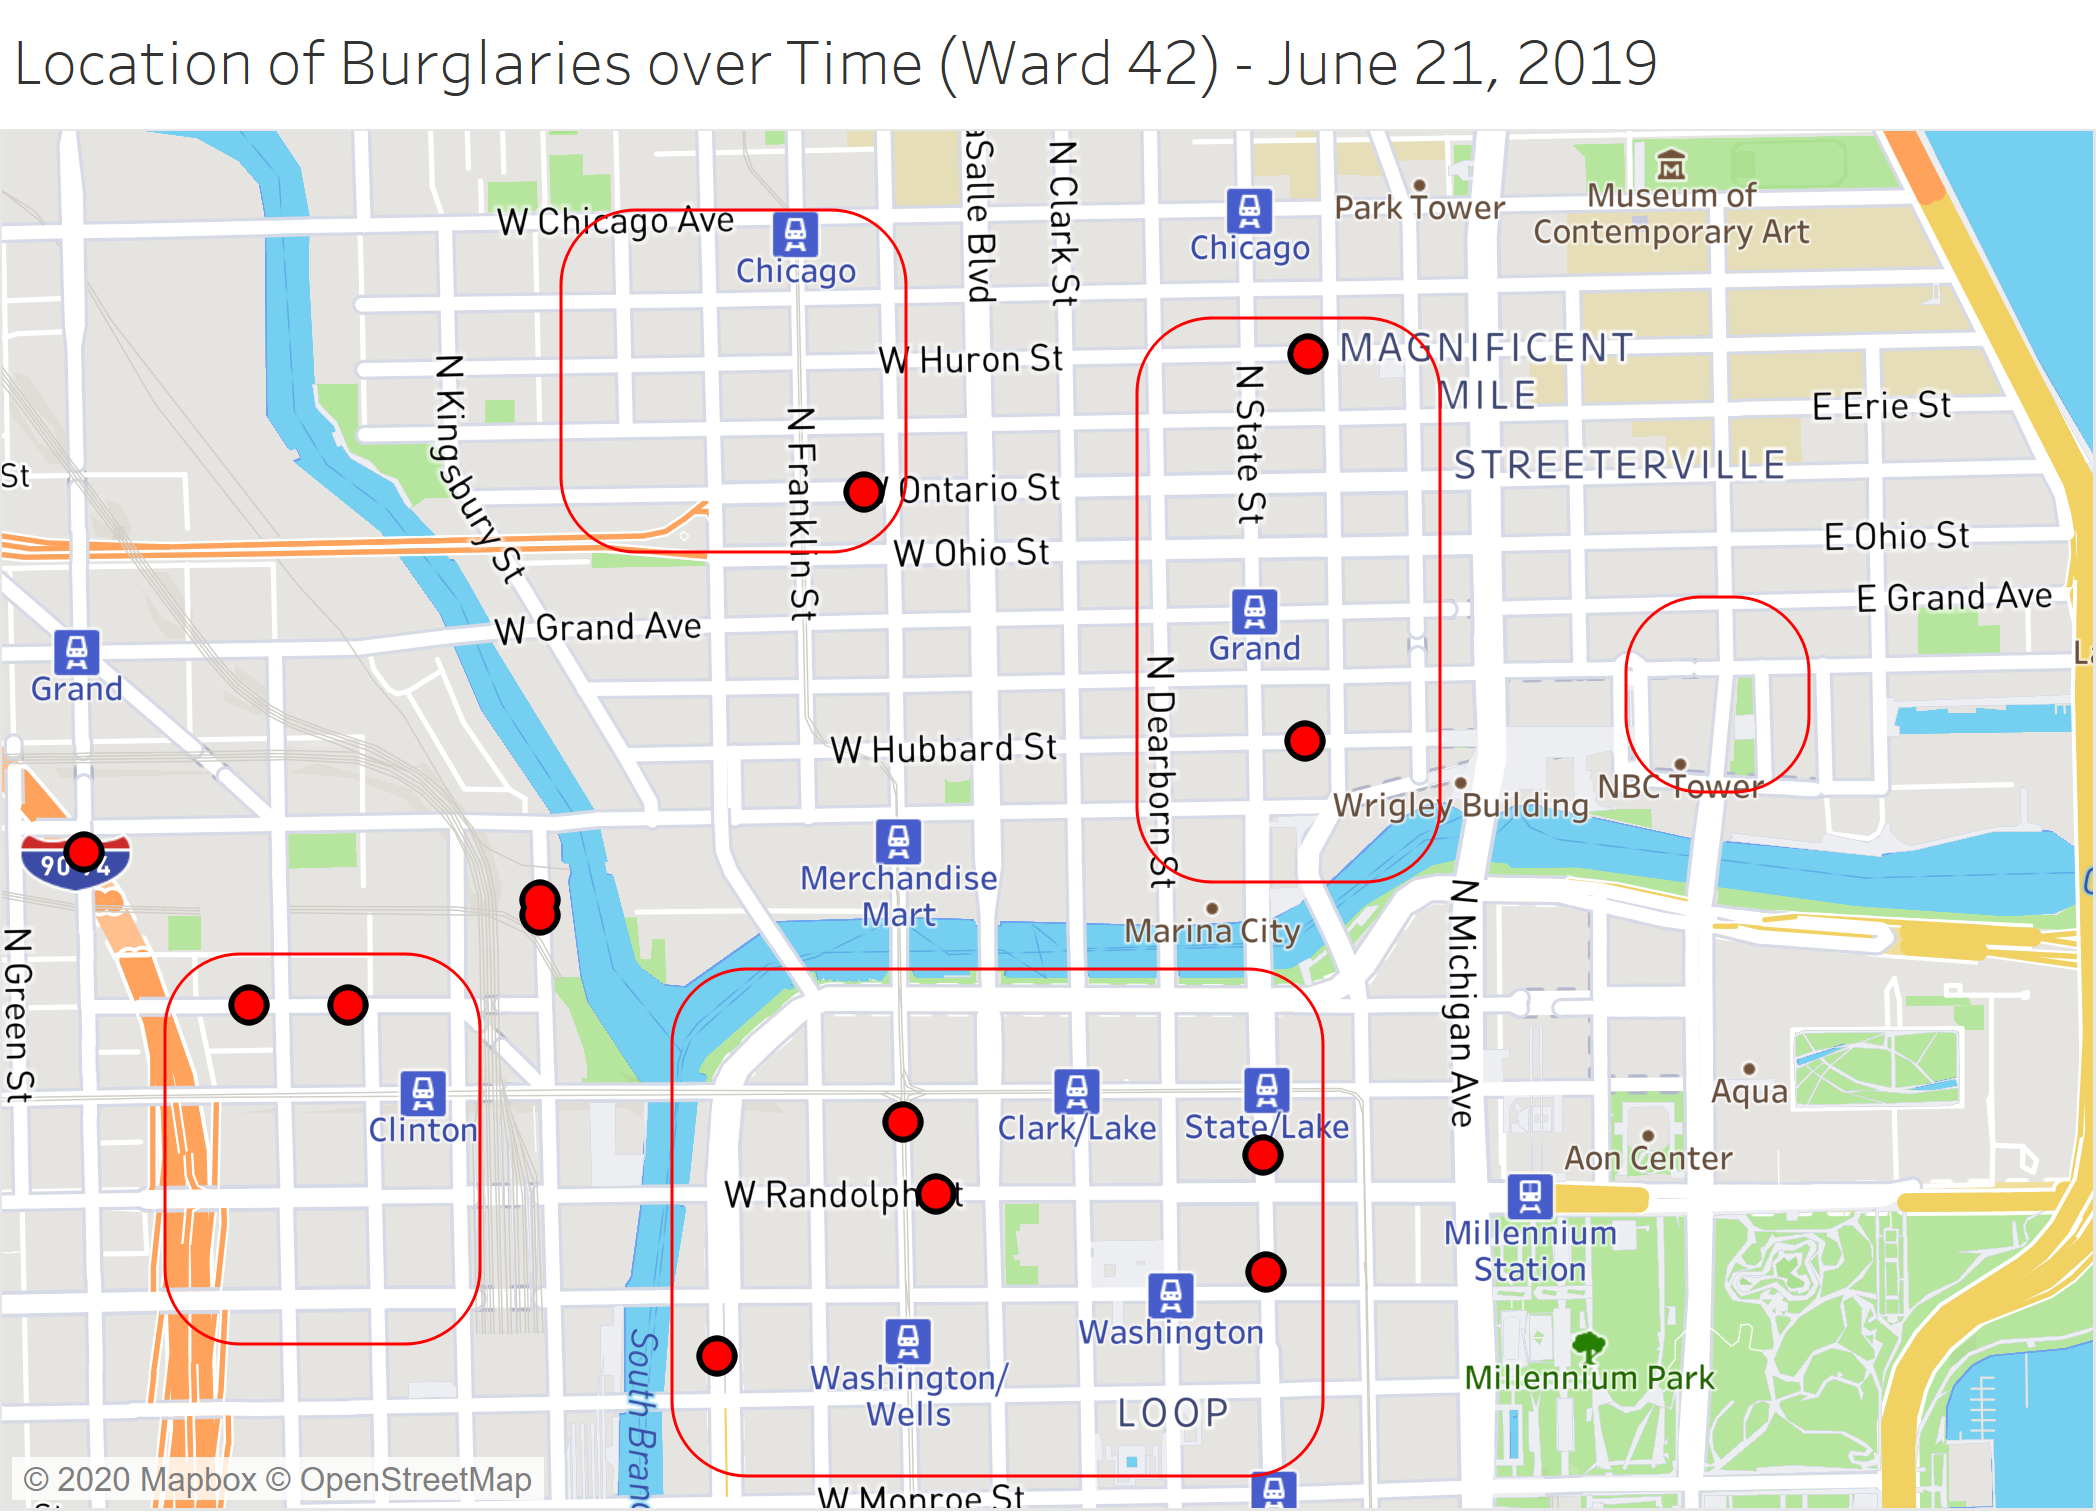 Location of Burglaries over Time (Ward 42) - June 21, 2019
aSalle Blvd
N Clark St
Park Tower
Museum of
Contemporary Art
W Chicago Ave
Chicago
Chicago
W Huron St
MAGNIFICENT
MILE
N Kingsbury St
N Franklin St
N State St
E Erie St
St
STREETERVILLE
Ontario St
W Ohio St
E Ohio St
E Grand Ave
W Grand Ave
Grand
Grand
N Dearborn St
W Hubbard St
NBC Tower
Wrigley Building
90 94
Merchandise
Mart
Marina City
N Green St
N Michigan Ave
Clinton
Clark/Lake
State/Lake
Aqua
Aon Center
W Randolph
Millennium
Station
Washington
South Branc
Washington/
Wells
Millennium Park
LOOP
© 2020 Mapbox © OpenStreetMap
W Monroe St